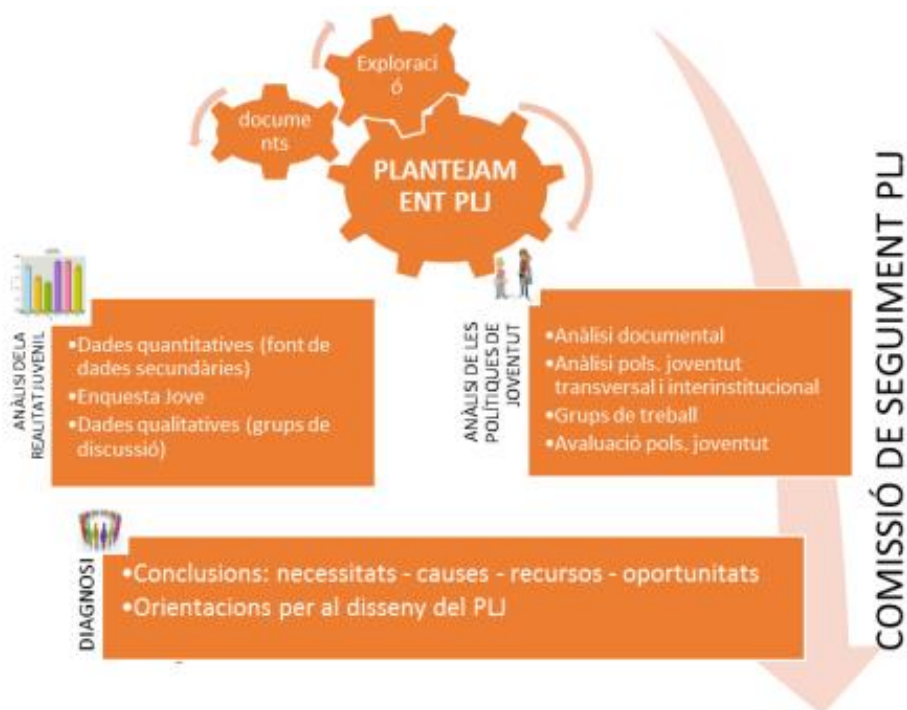 Exploraci
ó
docume
nts
PLANTEJAM
ENT PLJ
ANÀLISI DE LA
REALITAT JUVENIL
•Dades quantitatives (font de
dades secundàries)
•Enquesta Jove
•Dades qualitatives (grups de
discussió)
ANÀLISI DE LES
POLÍTIQUES DE
JOVENTUT
•Anàlisi documental
•Anàlisi pols. joventut
transversal i interinstitucional
•Grups de treball
•Avaluació pols. joventut
DIAGNOSI
•Conclusions: necessitats - causes - recursos - oportunitats
•Orientacions per al disseny del PLJ
COMISSIÓ DE SEGUIMENT PLJ